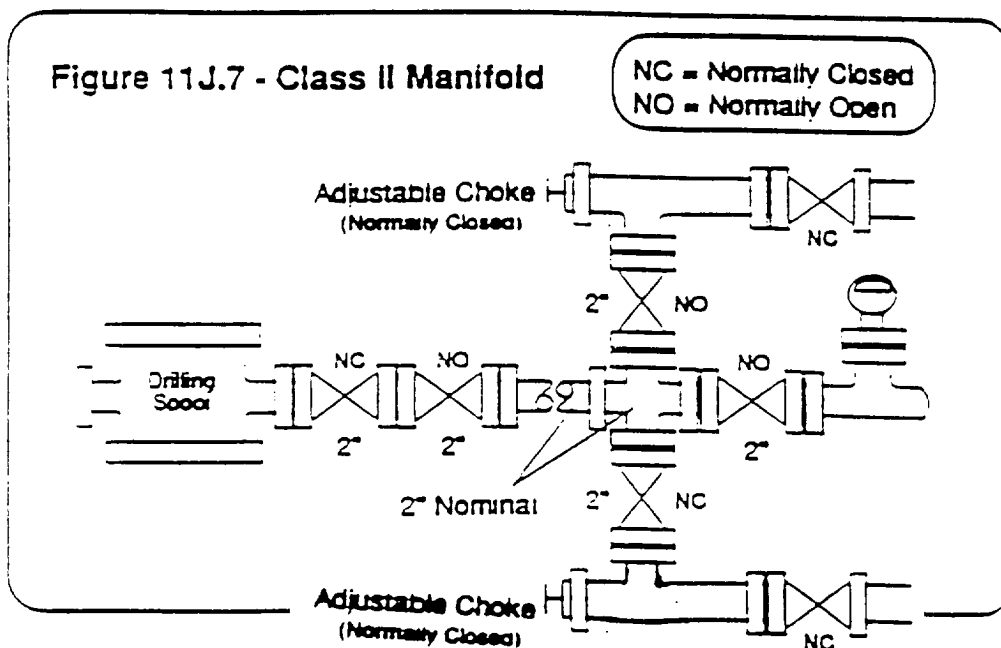 Figure 11J.7 - Class II Manifold
NC = Normally Closed
NO = Normally Open
Adjustable Choke
(Normally Closed)
NC
2"
NO
Drilling
Spool
NC
NO
NO
2"
2"
2"
2" Nominal
2"
NC
Adjustable Choke
(Normally Closed)
NC